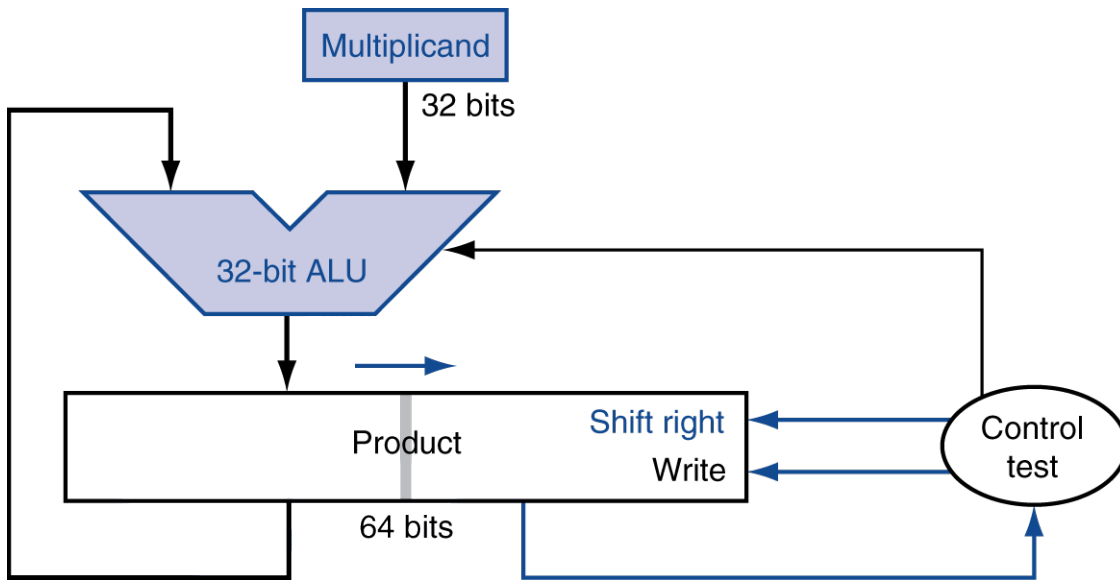 Multiplicand
32 bits
32-bit ALU
Shift right
Product
Write
Control
test
64 bits